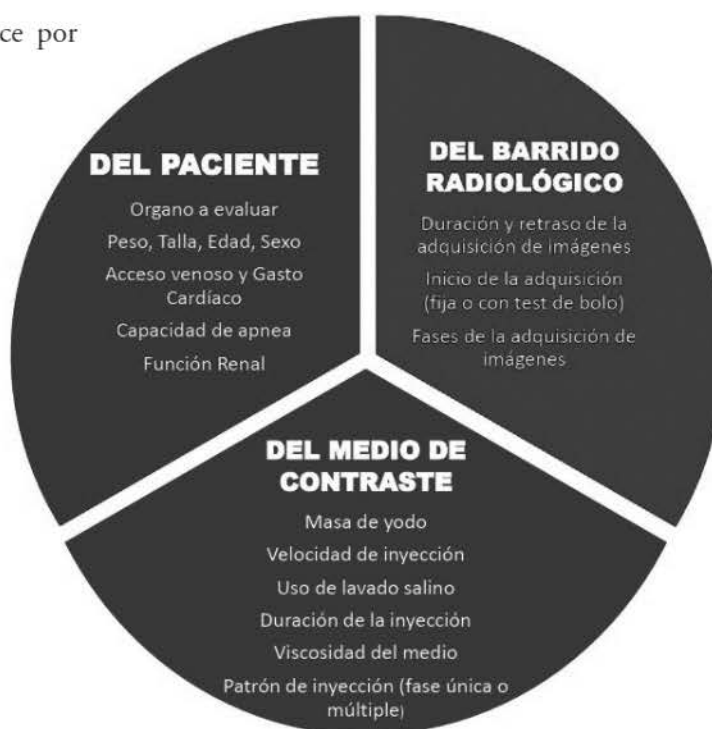 ce por
DEL PACIENTE
Organo a evaluar
Peso, Talla, Edad, Sexo
Acceso venoso y Gasto
Cardíaco
Capacidad de apnea
Función Renal
DEL BARRIDO
RADIOLÓGICO
Duración y retraso de la
adquisición de imágenes
Inicio de la adquisición
(fija o con test de bolo)
Fases de la adquisición de
imágenes
DEL MEDIO DE
CONTRASTE
Masa de yodo
Velocidad de inyección
Uso de lavado salino
Duración de la inyección
Viscosidad del medio
Patrón de inyección (fase única o
múltiple)